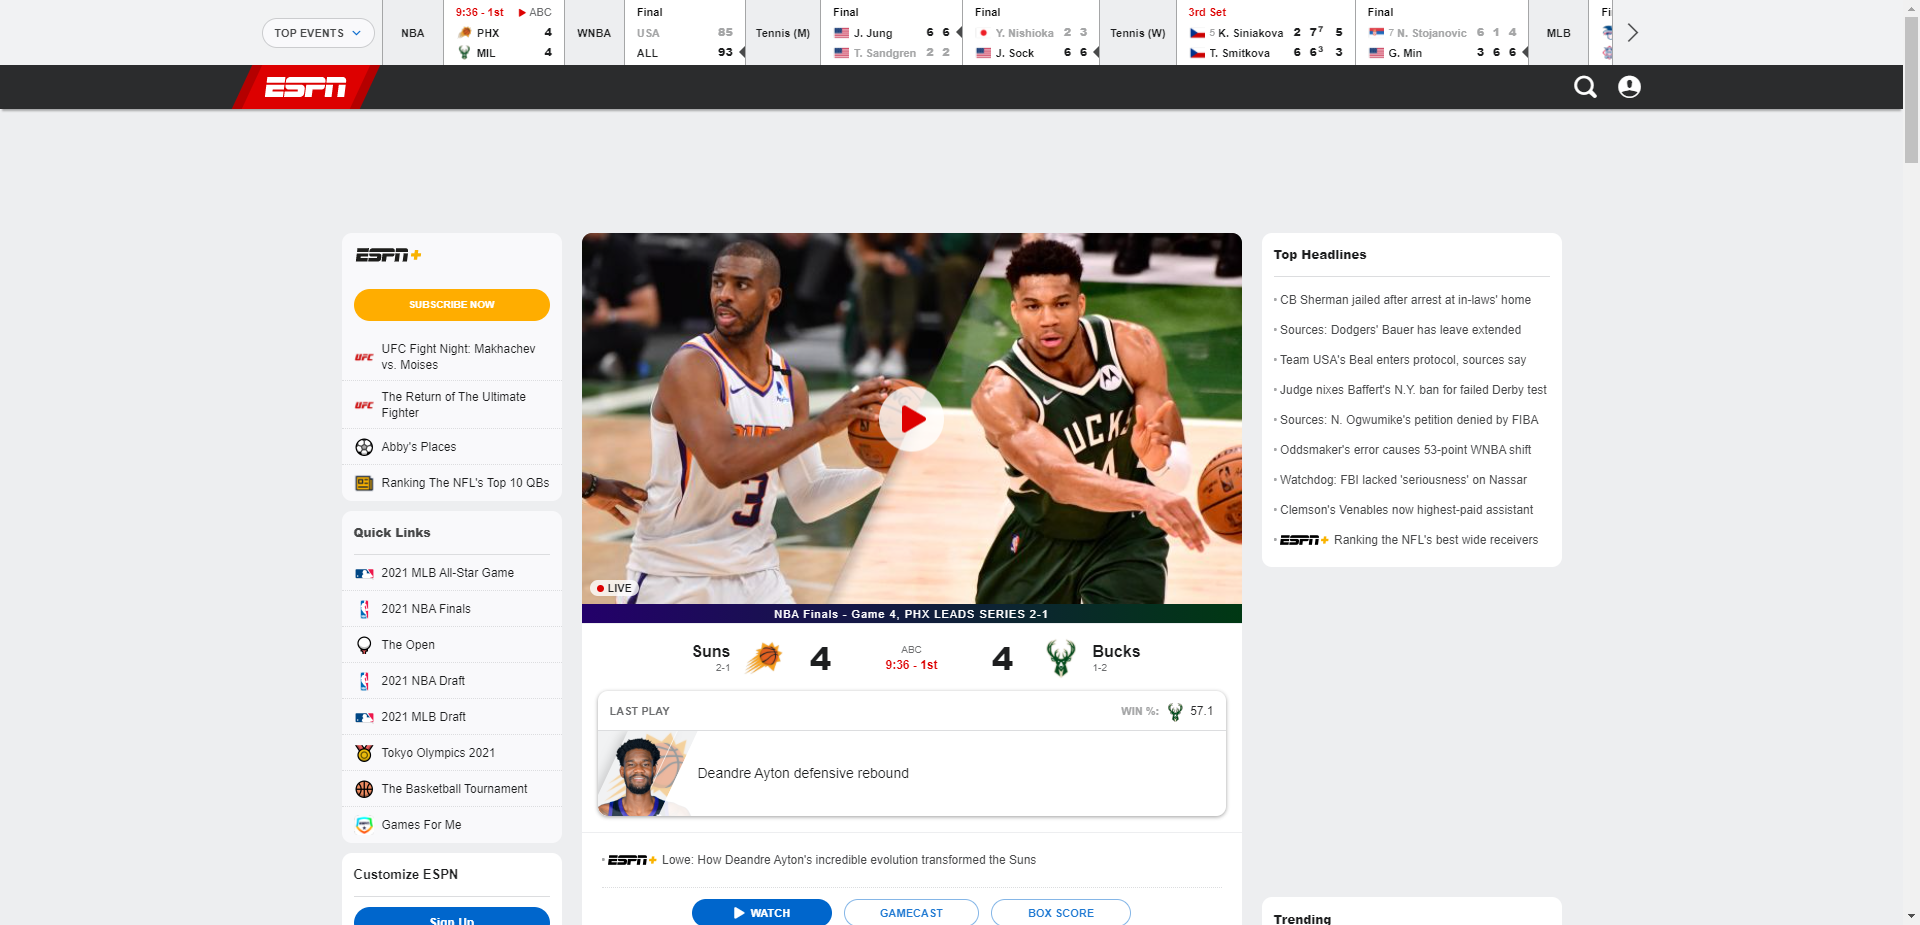 TOP EVENTS
NBA
9:36 - 1st ABC
PHX 4
MIL 4
WNBA
Final
USA 85
ALL 93
Tennis (M)
Final
J. Jung 6 6
T. Sandgren 2 2
Final
Y. Nishioka 2 3
J. Sock 6 6
Tennis (W)
3rd Set
5 K. Siniakova 2 7 7 5
T. Smitkova 6 6 3 3
Final
7 N. Stojanovic 6 1 4
G. Min 3 6 6
MLB
ESPN
ESPN+
SUBSCRIBE NOW
UFC UFC Fight Night: Makhachev
vs. Moises
UFC The Return of The Ultimate
Fighter
Abby's Places
Ranking The NFL's Top 10 QBs
Quick Links
2021 MLB All-Star Game
2021 NBA Finals
The Open
2021 NBA Draft
2021 MLB Draft
Tokyo Olympics 2021
The Basketball Tournament
Games For Me
Customize ESPN
Sign Up
3
BUCKS
LIVE
NBA Finals - Game 4, PHX LEADS SERIES 2-1
Suns
2-1
4
ABC
9:36 - 1st
4
Bucks
1-2
LAST PLAY
WIN %: 57.1
Deandre Ayton defensive rebound
ESPN+ Lowe: How Deandre Ayton's incredible evolution transformed the Suns
WATCH
GAMECAST
BOX SCORE
Top Headlines
CB Sherman jailed after arrest at in-laws' home
Sources: Dodgers' Bauer has leave extended
Team USA's Beal enters protocol, sources say
Judge nixes Baffert's N.Y. ban for failed Derby test
Sources: N. Ogwumike's petition denied by FIBA
Oddsmaker's error causes 53-point WNBA shift
Watchdog: FBI lacked 'seriousness' on Nassar
Clemson's Venables now highest-paid assistant
ESPN+ Ranking the NFL's best wide receivers
Trending